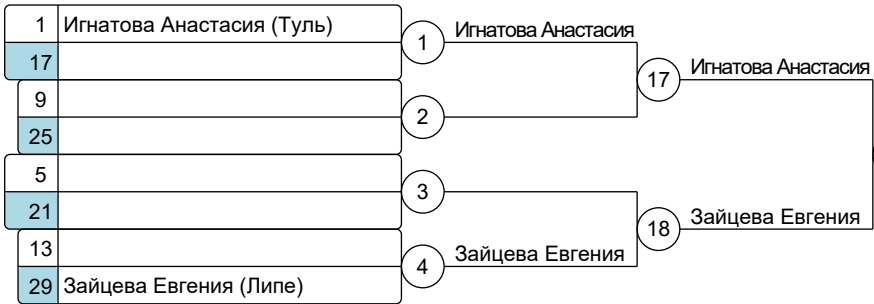 1 Игнатова Анастасия (Туль)
1 Игнатова Анастасия
17
17 Игнатова Анастасия
9
2
25
5
3
21
18 Зайцева Евгения
13
4 Зайцева Евгения
29 Зайцева Евгения (Липе)